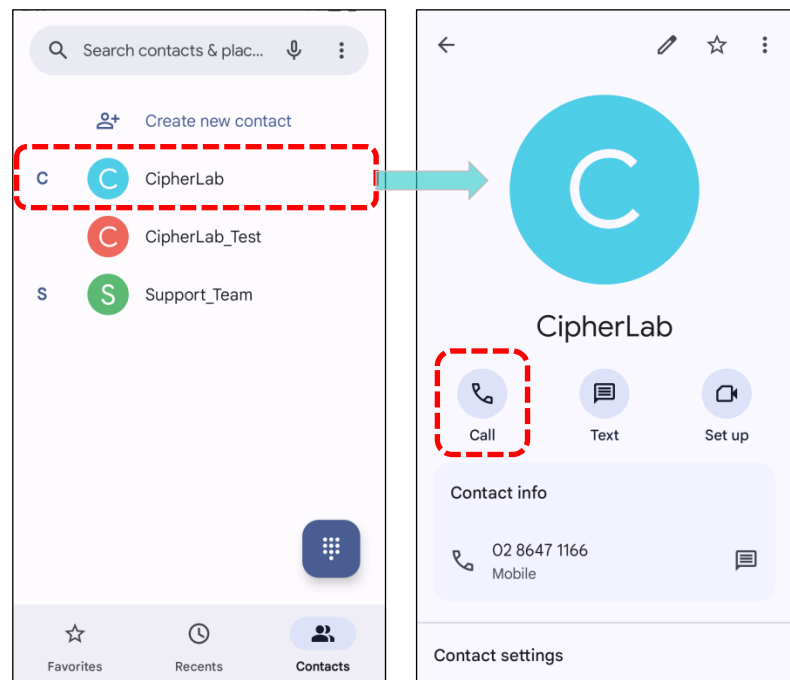 Search contacts & plac...
Create new contact
C
C
CipherLab
C
CipherLab_Test
S
S
Support_Team
Favorites
Recents
Contacts
C
CipherLab
Call
Text
Set up
Contact info
02 8647 1166
Mobile
Contact settings